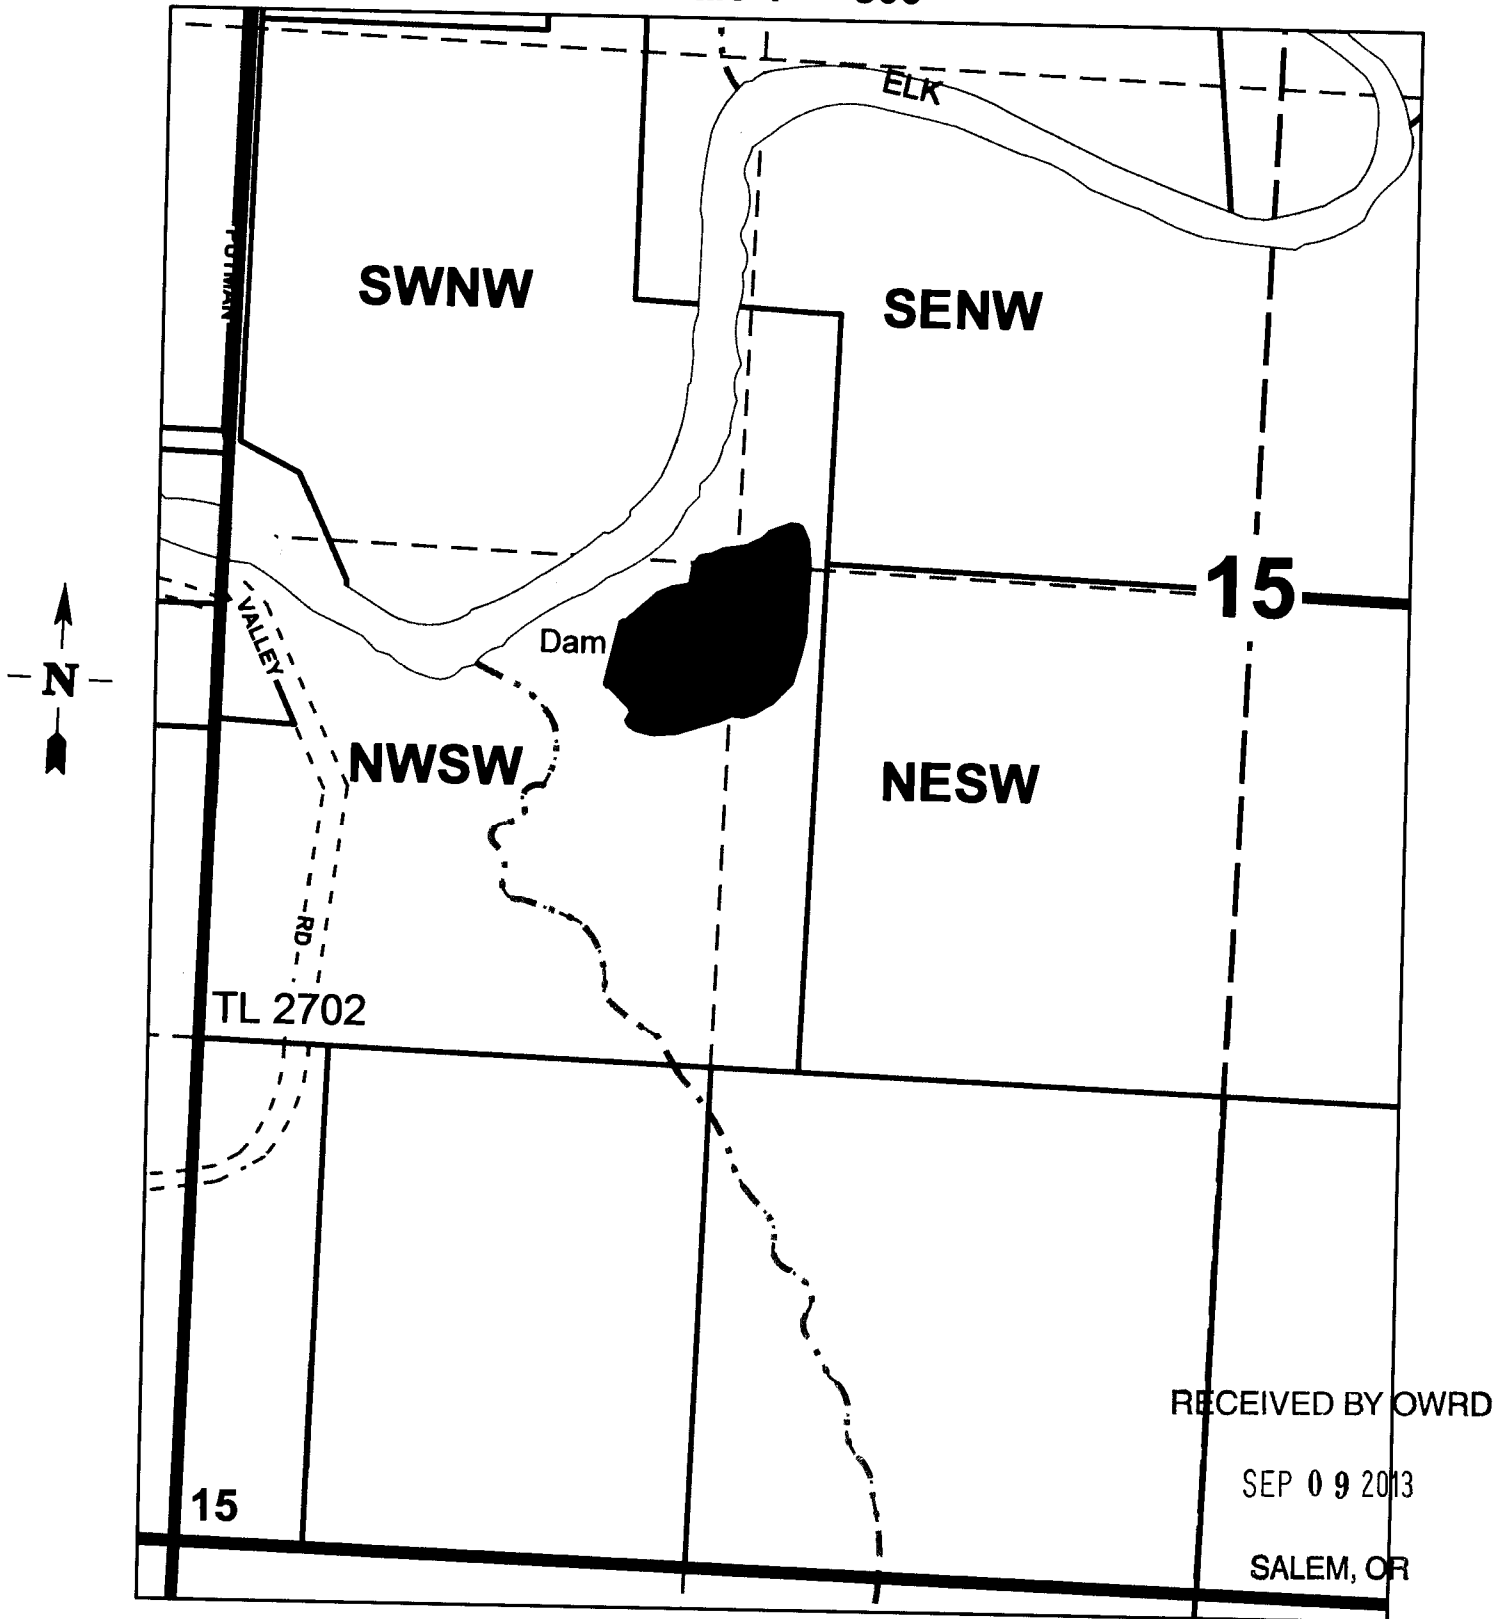 ELK
PUTMAN
SWNW
SENW
15
VALLEY
Dam
N
NWSW
NESW
RD
TL 2702
RECEIVED BY OWRD
15
SEP 09 2013
SALEM, OR